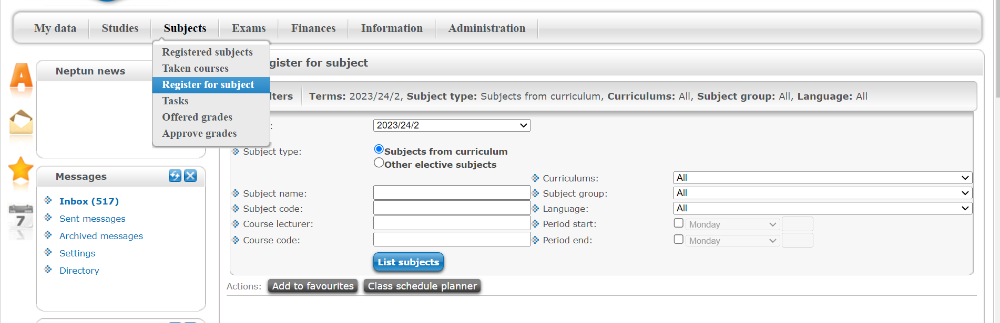 My data Studies Subjects Exams Finances Information Administration
Registered subjects
Taken courses
Register for subject
Tasks
Offered grades
Approve grades
Neptun news
Messages
Inbox (517)
Sent messages
Archived messages
Settings
Directory
7
gister for subject
lters Terms: 2023/24/2, Subject type: Subjects from curriculum, Curriculums: All, Subject group: All, Language: All
: 2023/24/2
Subject type: Subjects from curriculum
Other elective subjects
Curriculums: All
Subject name: Subject group: All
Subject code: Language: All
Course lecturer: Period start: Monday
Course code: Period end: Monday
List subjects
Actions: Add to favourites Class schedule planner